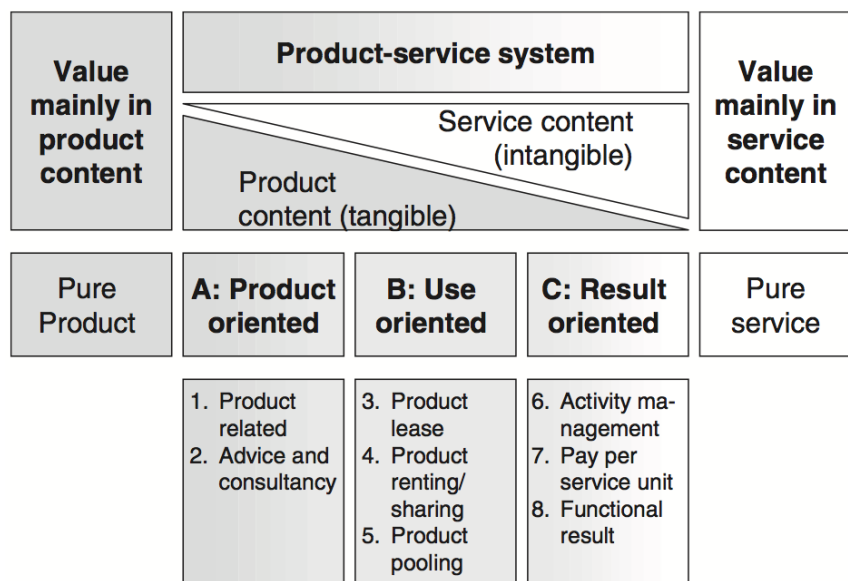 Value
mainly in
product
content
Product-service system
Service content
(intangible)
Product
content (tangible)
Value
mainly in
service
content
Pure
Product
A: Product
oriented
B: Use
oriented
C: Result
oriented
Pure
service
1. Product
related
2. Advice and
consultancy
3. Product
lease
4. Product
renting/
sharing
5. Product
pooling
6. Activity ma-
nagement
7. Pay per
service unit
8. Functional
result